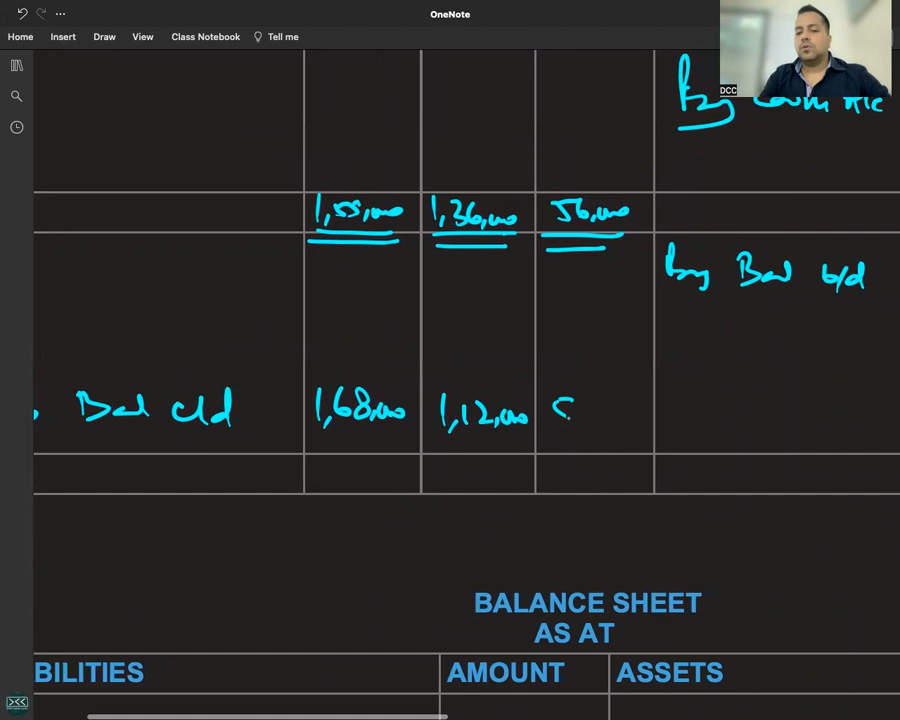 OneNote
Home Insert Draw View Class Notebook Tell me
DCC
By
1,55,000 1,36,000 56,000
By Bal b/d
Bal c/d 1,68,000 1,12,000
BALANCE SHEET
AS AT
BILITIES AMOUNT ASSETS
DCC